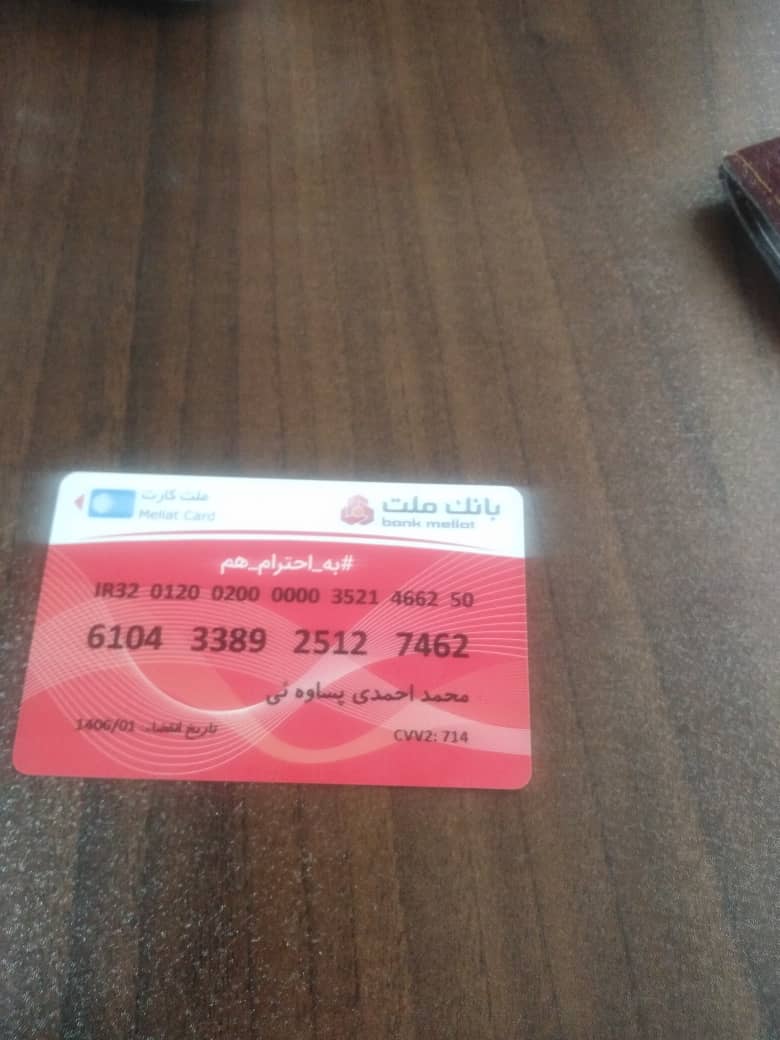 ملت کارت
Mellat Card
بانک ملت
bank mellat
#به_احترام_هم
IR32 0120 0200 0000 3521 4662 50
6104 3389 2512 7462
محمد احمدی پساوه ئی
تاریخ انقضاء: 1406/01
CVV2: 714